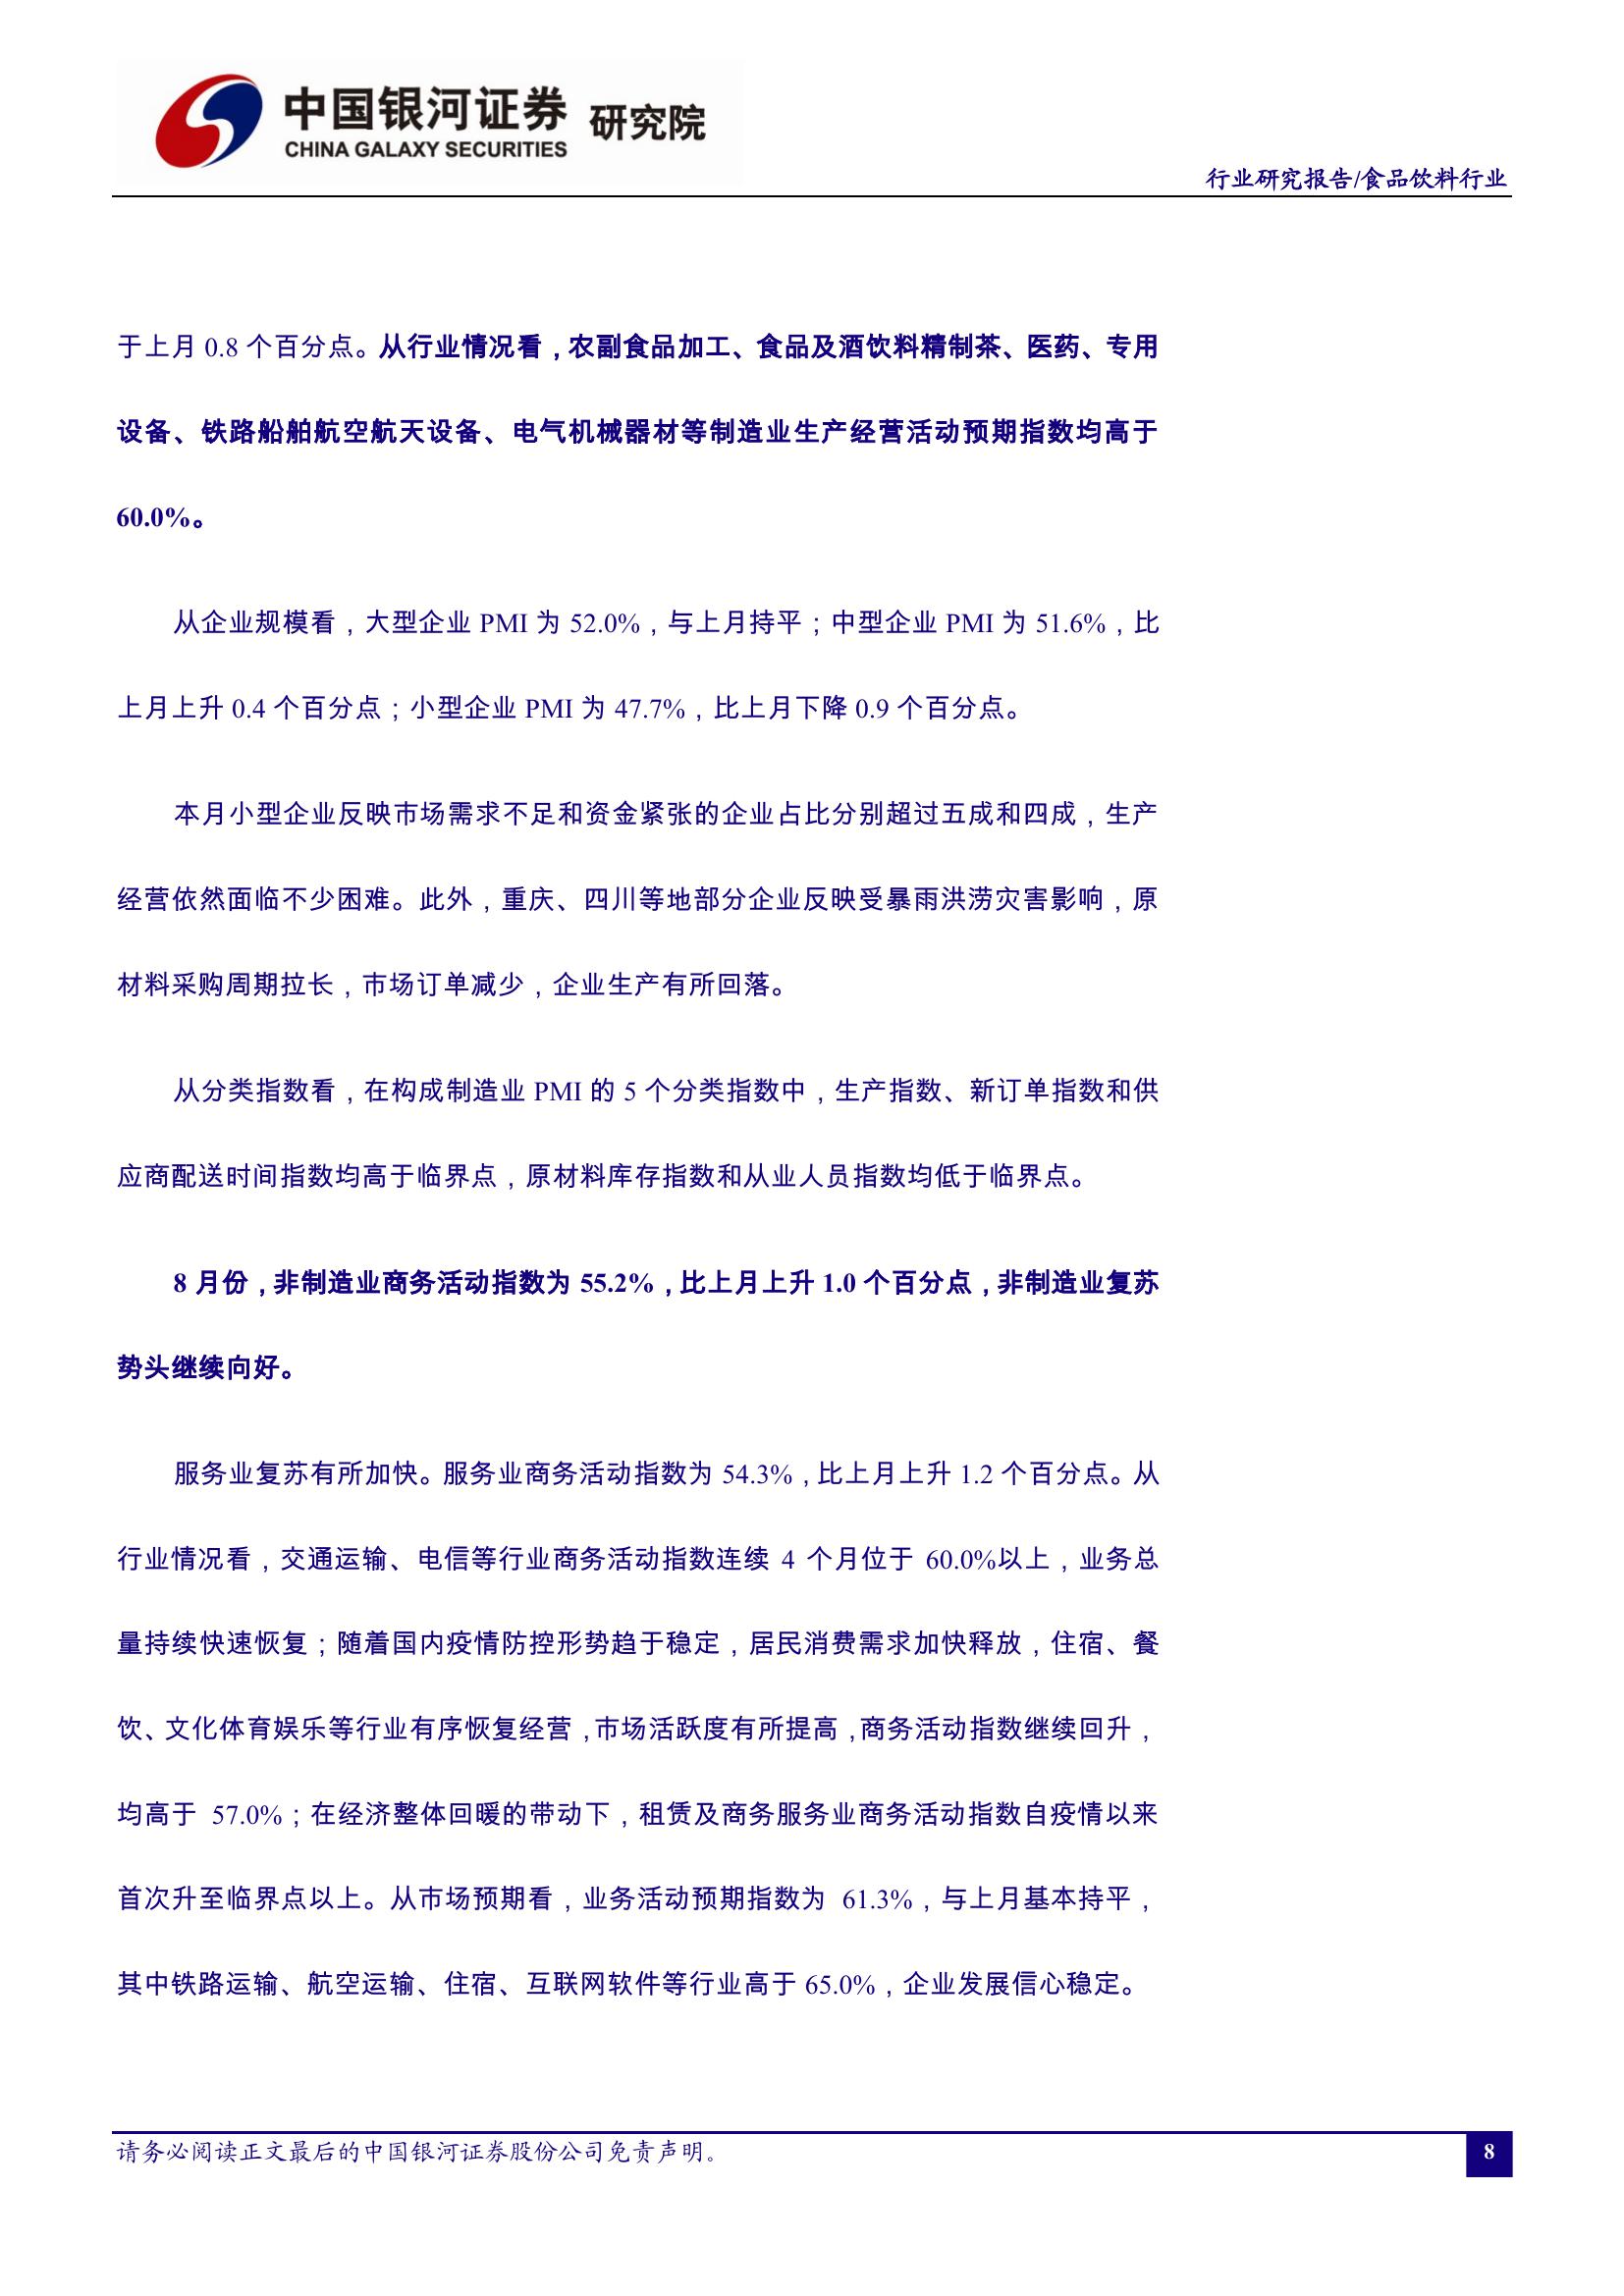 中国银河证券 研究院
CHINA GALAXY SECURITIES
行业研究报告/食品饮料行业
于上月 0.8 个百分点。从行业情况看，农副食品加工、食品及酒饮料精制茶、医药、专用
设备、铁路船舶航空航天设备、电气机械器材等制造业生产经营活动预期指数均高于
60.0%。
从企业规模看，大型企业 PMI 为 52.0%，与上月持平；中型企业 PMI 为 51.6%，比
上月上升 0.4 个百分点；小型企业 PMI 为 47.7%，比上月下降 0.9 个百分点。
本月小型企业反映市场需求不足和资金紧张的企业占比分别超过五成和四成，生产
经营依然面临不少困难。此外，重庆、四川等地部分企业反映受暴雨洪涝灾害影响，原
材料采购周期拉长，市场订单减少，企业生产有所回落。
从分类指数看，在构成制造业 PMI 的 5 个分类指数中，生产指数、新订单指数和供
应商配送时间指数均高于临界点，原材料库存指数和从业人员指数均低于临界点。
8 月份，非制造业商务活动指数为 55.2%，比上月上升 1.0 个百分点，非制造业复苏
势头继续向好。
服务业复苏有所加快。服务业商务活动指数为 54.3%，比上月上升 1.2 个百分点。从
行业情况看，交通运输、电信等行业商务活动指数连续 4 个月位于 60.0%以上，业务总
量持续快速恢复；随着国内疫情防控形势趋于稳定，居民消费需求加快释放，住宿、餐
饮、文化体育娱乐等行业有序恢复经营，市场活跃度有所提高，商务活动指数继续回升，
均高于 57.0%；在经济整体回暖的带动下，租赁及商务服务业商务活动指数自疫情以来
首次升至临界点以上。从市场预期看，业务活动预期指数为 61.3%，与上月基本持平，
其中铁路运输、航空运输、住宿、互联网软件等行业高于 65.0%，企业发展信心稳定。
请务必阅读正文最后的中国银河证券股份公司免责声明。
8